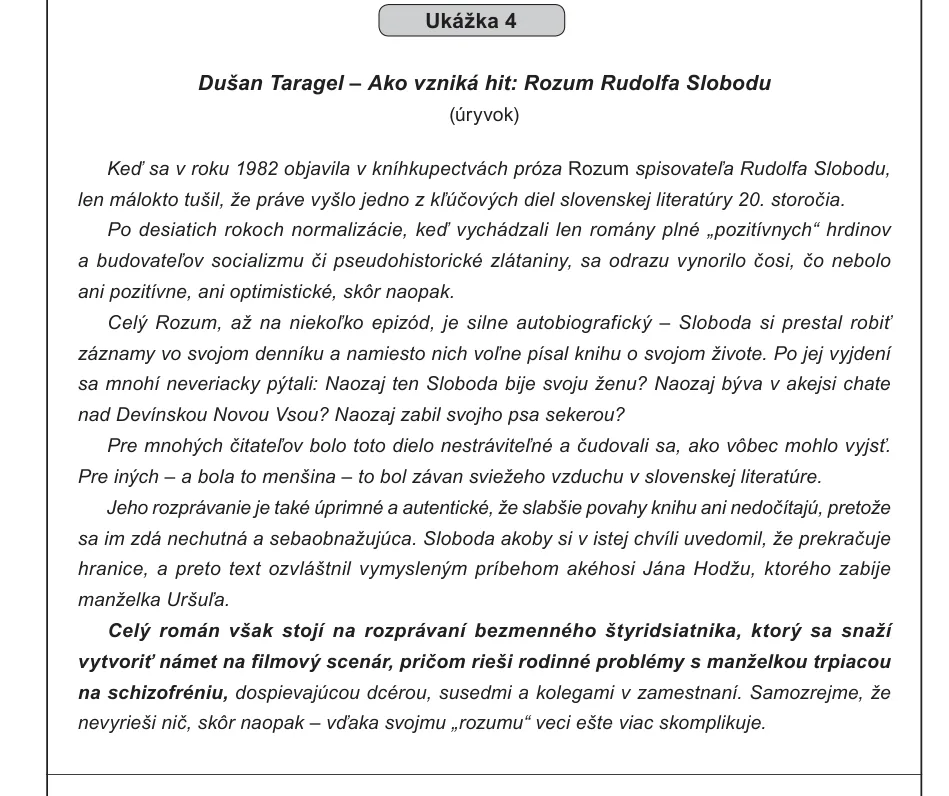 Ukážka 4
Dušan Taragel – Ako vzniká hit: Rozum Rudolfa Slobodu
(úryvok)
Keď sa v roku 1982 objavila v kníhkupectvách próza Rozum spisovateľa Rudolfa Slobodu,
len málokto tušil, že práve vyšlo jedno z kľúčových diel slovenskej literatúry 20. storočia.
Po desiatich rokoch normalizácie, keď vychádzali len romány plné „pozitívnych“ hrdinov
a budovateľov socializmu či pseudohistorické zlátaniny, sa odrazu vynorilo čosi, čo nebolo
ani pozitívne, ani optimistické, skôr naopak.
Celý Rozum, až na niekoľko epizód, je silne autobiografický – Sloboda si prestal robiť
záznamy vo svojom denníku a namiesto nich voľne písal knihu o svojom živote. Po jej vyjdení
sa mnohí neveriacky pýtali: Naozaj ten Sloboda bije svoju ženu? Naozaj býva v akejsi chate
nad Devínskou Novou Vsou? Naozaj zabil svojho psa sekerou?
Pre mnohých čitateľov bolo toto dielo nestráviteľné a čudovali sa, ako vôbec mohlo vyjsť.
Pre iných – a bola to menšina – to bol závan sviežeho vzduchu v slovenskej literatúre.
Jeho rozprávanie je také úprimné a autentické, že slabšie povahy knihu ani nedočítajú, pretože
sa im zdá nechutná a sebaobnažujúca. Sloboda akoby si v istej chvíli uvedomil, že prekračuje
hranice, a preto text ozvláštnil vymysleným príbehom akéhosi Jána Hodžu, ktorého zabije
manželka Uršuľa.
Celý román však stojí na rozprávaní bezmenného štyridsiatnika, ktorý sa snaží
vytvoriť námet na filmový scenár, pričom rieši rodinné problémy s manželkou trpiacou
na schizofréniu, dospievajúcou dcérou, susedmi a kolegami v zamestnaní. Samozrejme, že
nevyrieši nič, skôr naopak – vďaka svojmu „rozumu“ veci ešte viac skomplikuje.